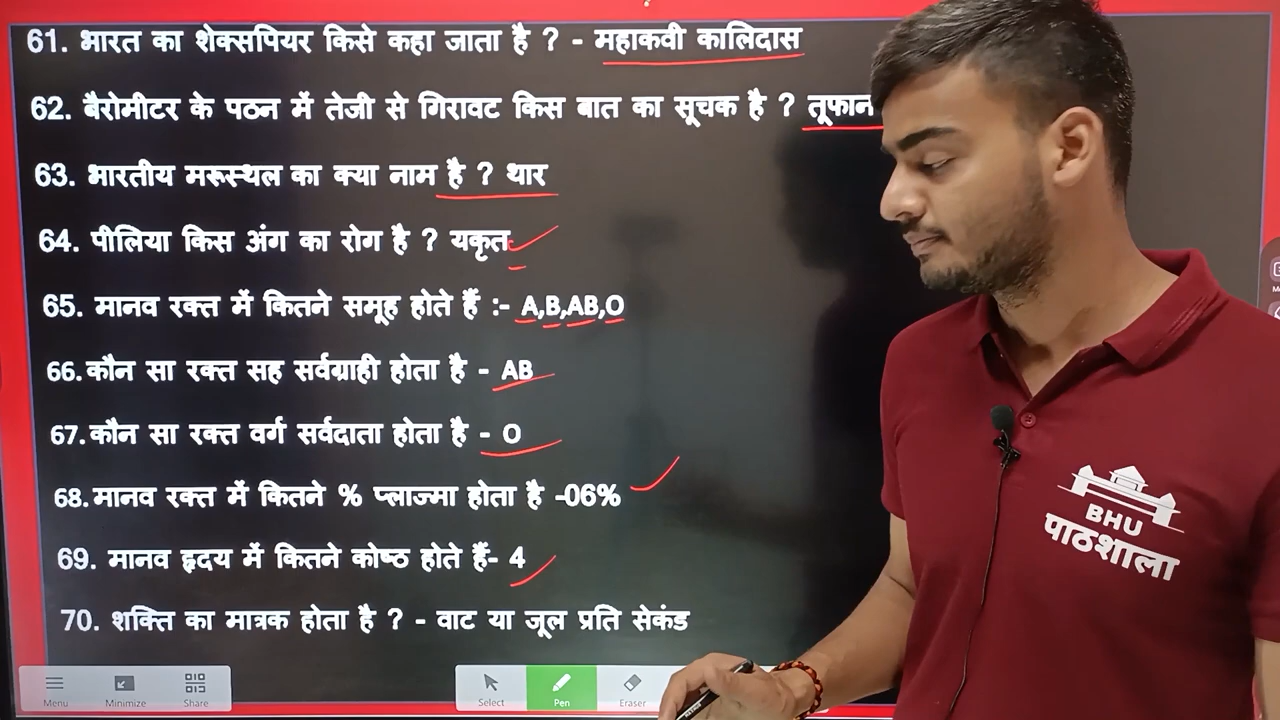 61. भारत का शेक्सपियर किसे कहा जाता है ? - महाकवी कालिदास
62. बैरोमीटर के पठन में तेजी से गिरावट किस बात का सूचक है ? तूफान
63. भारतीय मरूस्थल का क्या नाम है ? थार
64. पीलिया किस अंग का रोग है ? यकृत
65. मानव रक्त में कितने समूह होते हैं :- A,B,AB,O
66. कौन सा रक्त सह सर्वग्राही होता है - AB
67. कौन सा रक्त वर्ग सर्वदाता होता है - O
68. मानव रक्त में कितने % प्लाज्मा होता है -06%
69. मानव हृदय में कितने कोष्ठ होते हैं- 4
70. शक्ति का मात्रक होता है ? - वाट या जूल प्रति सेकंड
BHU
पाठशाला
Menu Minimize Share Select Pen Eraser